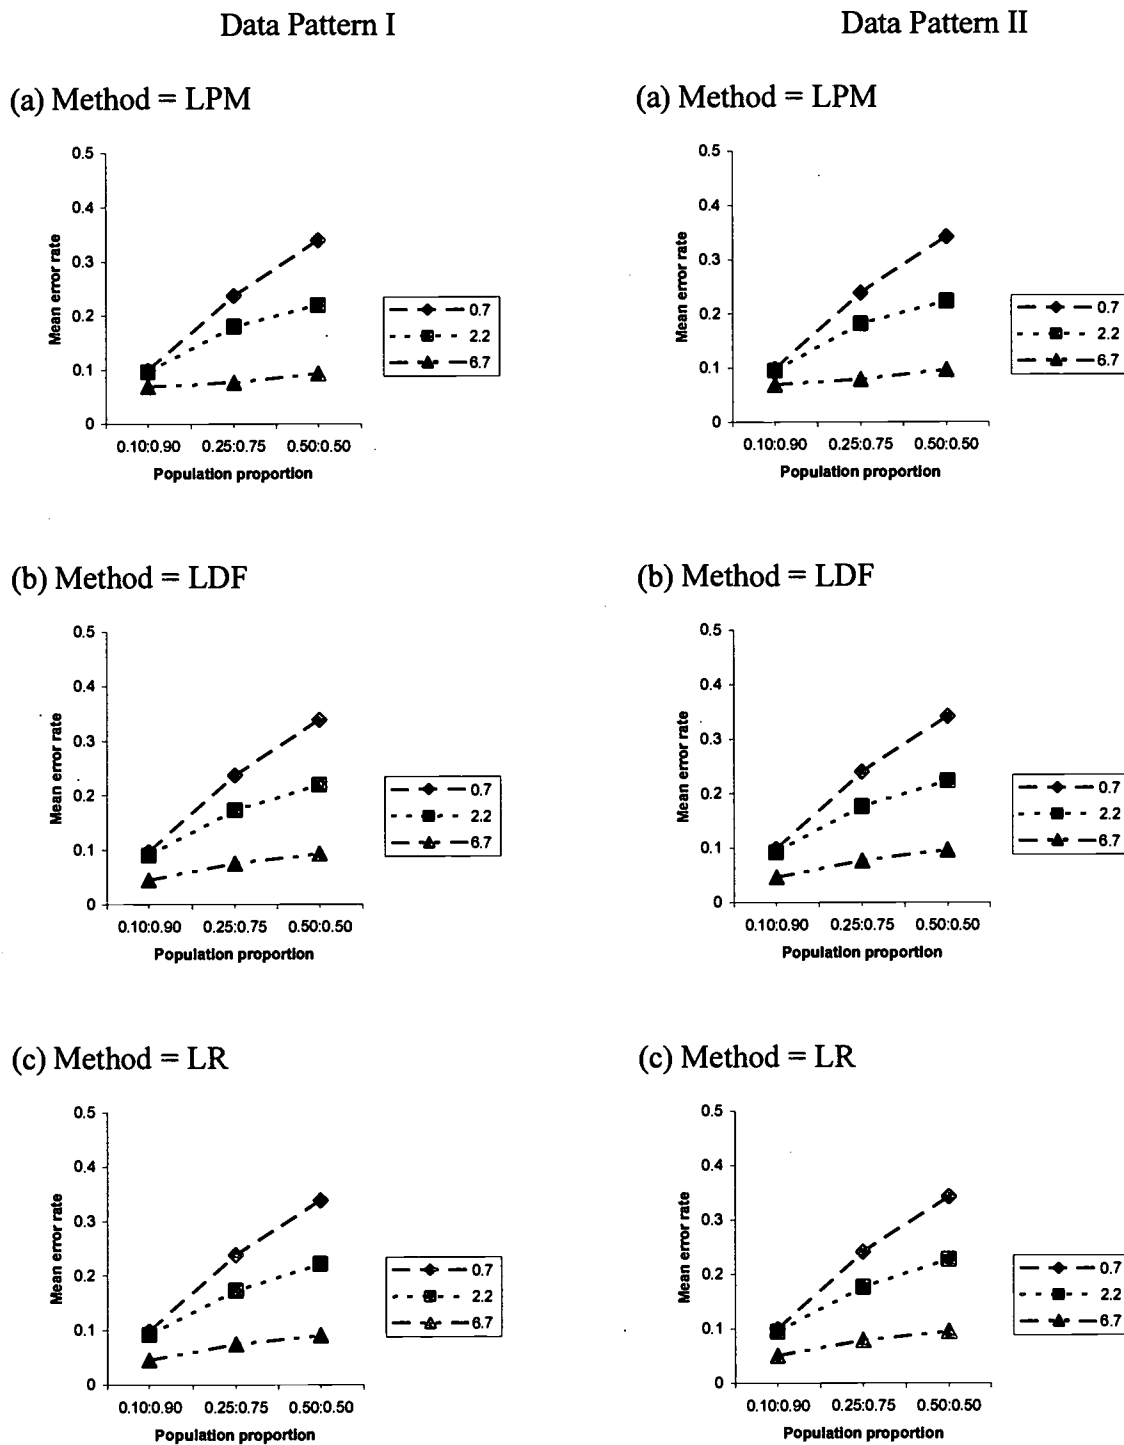 Data Pattern I
Data Pattern II
(a) Method = LPM
0.5
0.4
0.3
0.2
0.1
0
Mean error rate
0.10:0.90 0.25:0.75 0.50:0.50
Population proportion
0.7
2.2
6.7
(a) Method = LPM
0.5
0.4
0.3
0.2
0.1
0
Mean error rate
0.10:0.90 0.25:0.75 0.50:0.50
Population proportion
0.7
2.2
6.7
(b) Method = LDF
0.5
0.4
0.3
0.2
0.1
0
Mean error rate
0.10:0.90 0.25:0.75 0.50:0.50
Population proportion
0.7
2.2
6.7
(b) Method = LDF
0.5
0.4
0.3
0.2
0.1
0
Mean error rate
0.10:0.90 0.25:0.75 0.50:0.50
Population proportion
0.7
2.2
6.7
(c) Method = LR
0.5
0.4
0.3
0.2
0.1
0
Mean error rate
0.10:0.90 0.25:0.75 0.50:0.50
Population proportion
0.7
2.2
6.7
(c) Method = LR
0.5
0.4
0.3
0.2
0.1
0
Mean error rate
0.10:0.90 0.25:0.75 0.50:0.50
Population proportion
0.7
2.2
6.7